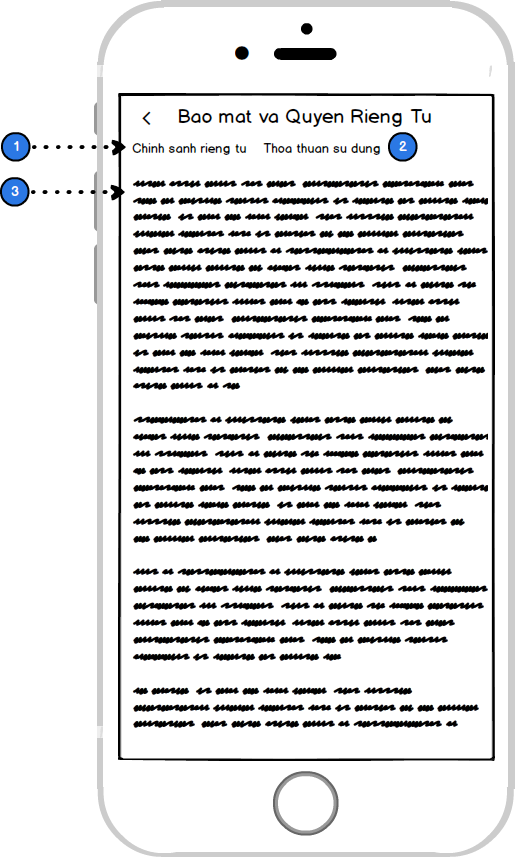 Bao mat va Quyen Rieng Tu
1
Chinh sanh rieng tu
Thoa thuan su dung
2
3